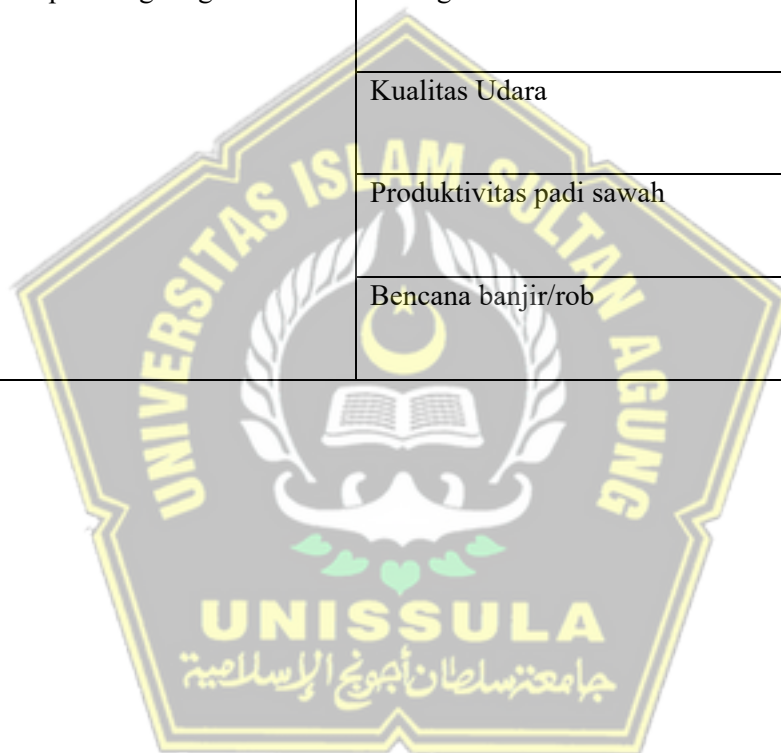 Kualitas Udara
Produktivitas padi sawah
Bencana banjir/rob
UNIVERSITAS ISLAM SULTAN AGUNG
UNISSULA
جامعة سلطان أجونج الإسلامية